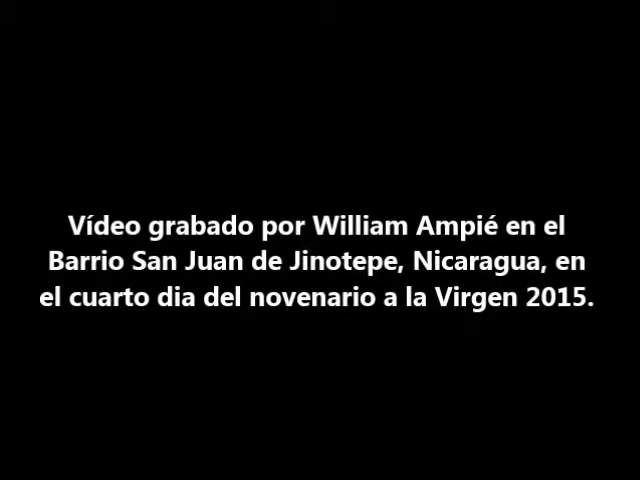 Vídeo grabado por William Ampié en el
Barrio San Juan de Jinotepe, Nicaragua, en
el cuarto dia del novenario a la Virgen 2015.